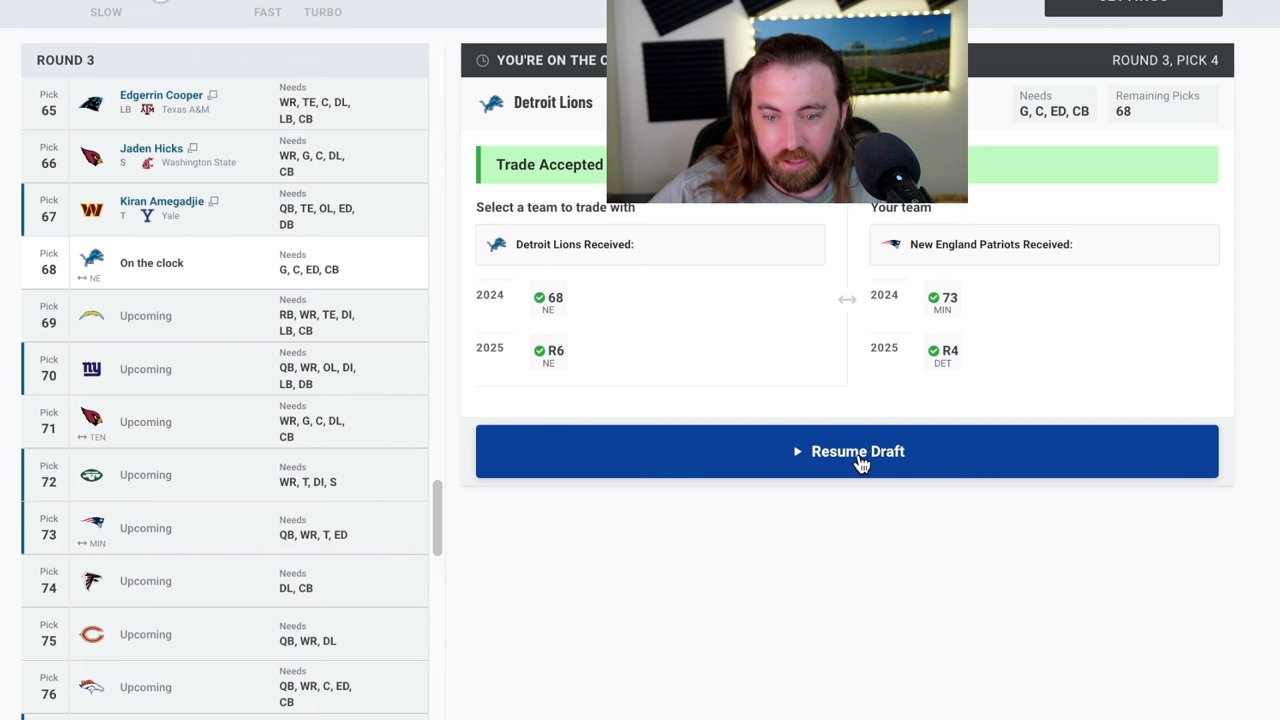 SLOW
FAST
TURBO
ROUND 3
Pick
65
Edgerrin Cooper
LB Texas A&M
Needs
WR, TE, C, DL,
LB, CB
Pick
66
Jaden Hicks
S Washington State
Needs
WR, G, C, DL,
CB
Pick
67
Kiran Amegadjie
T Yale
Needs
QB, TE, OL, ED,
DB
Pick
68
↔ NE
On the clock
Needs
G, C, ED, CB
Pick
69
Upcoming
Needs
RB, WR, TE, DI,
LB, CB
Pick
70
Upcoming
Needs
QB, WR, OL, DI,
LB, DB
Pick
71
↔ TEN
Upcoming
Needs
WR, G, C, DL,
CB
Pick
72
Upcoming
Needs
WR, T, DI, S
Pick
73
↔ MIN
Upcoming
Needs
QB, WR, T, ED
Pick
74
Upcoming
Needs
DL, CB
Pick
75
Upcoming
Needs
QB, WR, DL
Pick
76
Upcoming
Needs
QB, WR, C, ED,
CB
YOU'RE ON THE C
ROUND 3, PICK 4
Detroit Lions
Needs
G, C, ED, CB
Remaining Picks
68
Trade Accepted
Select a team to trade with
Your team
Detroit Lions Received:
New England Patriots Received:
2024
68
NE
2025
R6
NE
2024
73
MIN
2025
R4
DET
Resume Draft